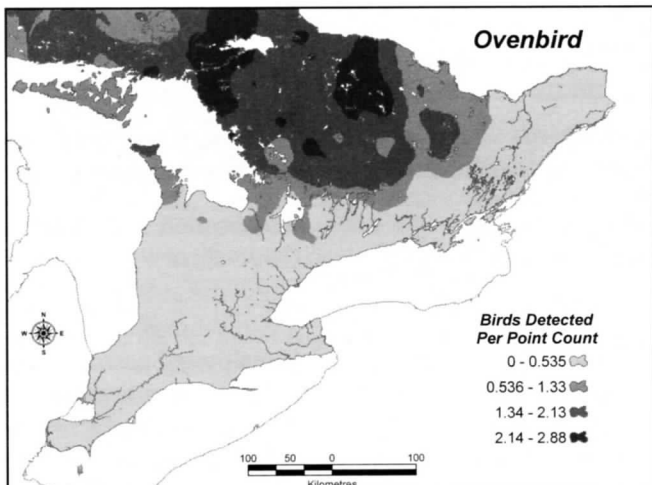 Ovenbird
N
W E
S
Birds Detected
Per Point Count
0 - 0.535
0.536 - 1.33
1.34 - 2.13
2.14 - 2.88
100 50 0 100
Kilometres